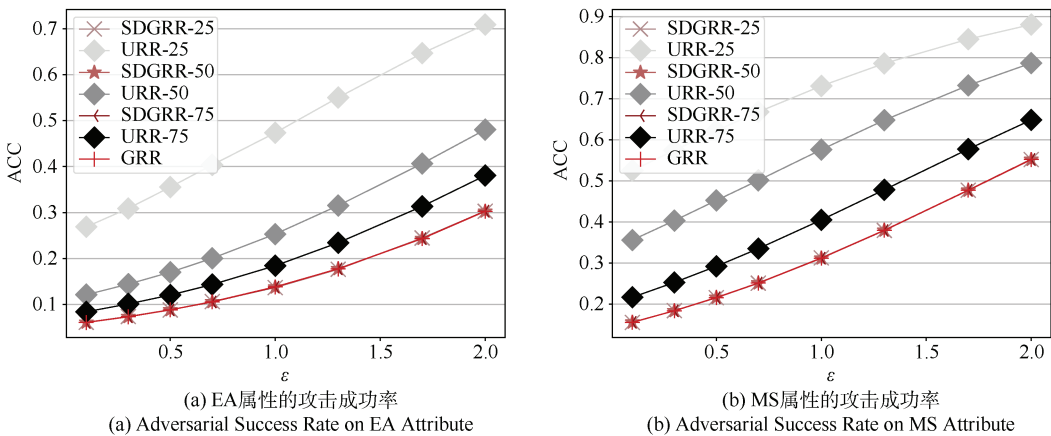 0.7
0.6
0.5
0.4
0.3
0.2
0.1
ACC
SDGRR-25
URR-25
SDGRR-50
URR-50
SDGRR-75
URR-75
GRR
0.5
1.0
1.5
2.0
ε
(a) EA属性的攻击成功率
(a) Adversarial Success Rate on EA Attribute
0.9
0.8
0.7
0.6
0.5
0.4
0.3
0.2
ACC
SDGRR-25
URR-25
SDGRR-50
URR-50
SDGRR-75
URR-75
GRR
0.5
1.0
1.5
2.0
ε
(b) MS属性的攻击成功率
(b) Adversarial Success Rate on MS Attribute